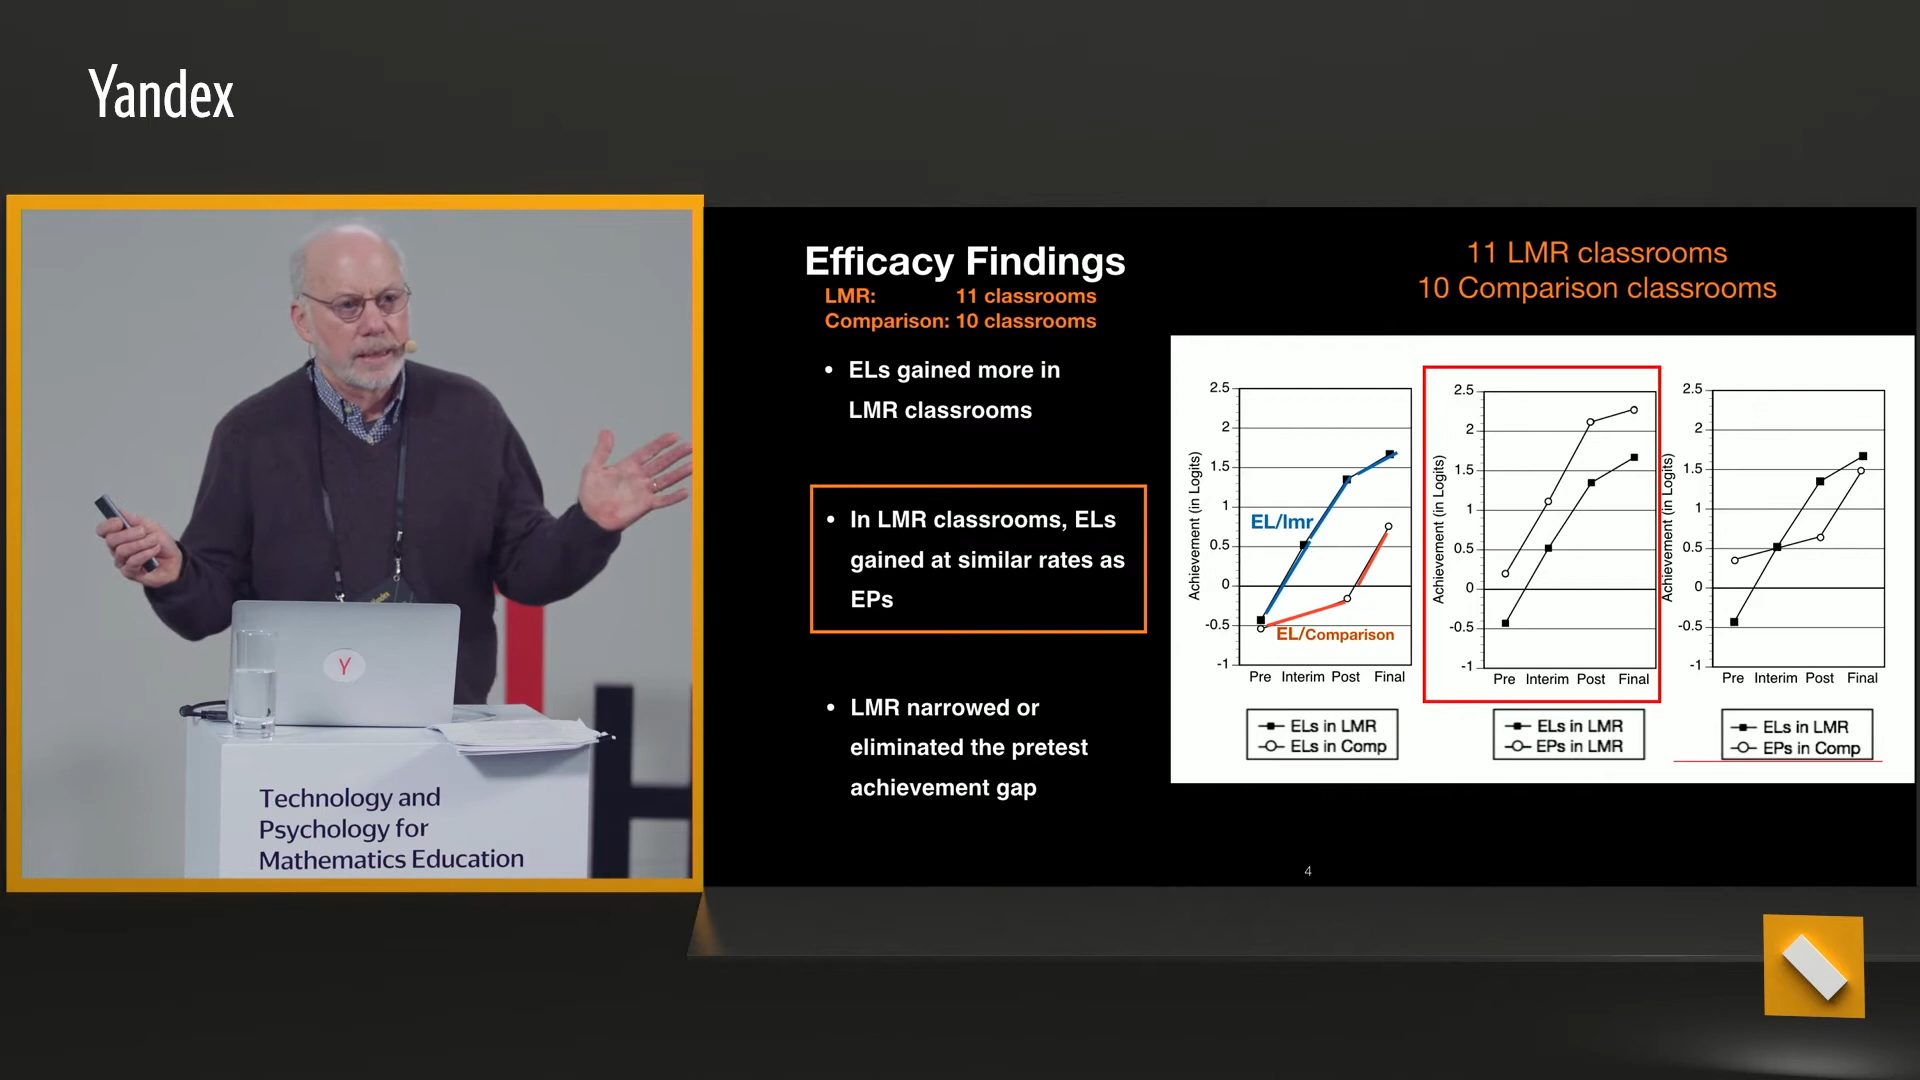 Yandex
Efficacy Findings
LMR: 11 classrooms
Comparison: 10 classrooms
• ELs gained more in
LMR classrooms
• In LMR classrooms, ELs
gained at similar rates as
EPs
• LMR narrowed or
eliminated the pretest
achievement gap
11 LMR classrooms
10 Comparison classrooms
Achievement (in Logits)
2.5
2
1.5
1
0.5
0
-0.5
-1
EL/lmr
EL/Comparison
Pre Interim Post Final
ELs in LMR
ELs in Comp
Achievement (in Logits)
2.5
2
1.5
1
0.5
0
-0.5
-1
Pre Interim Post Final
ELs in LMR
EPs in LMR
Achievement (in Logits)
2.5
2
1.5
1
0.5
0
-0.5
-1
Pre Interim Post Final
ELs in LMR
EPs in Comp
4
Y
Technology and
Psychology for
Mathematics Education